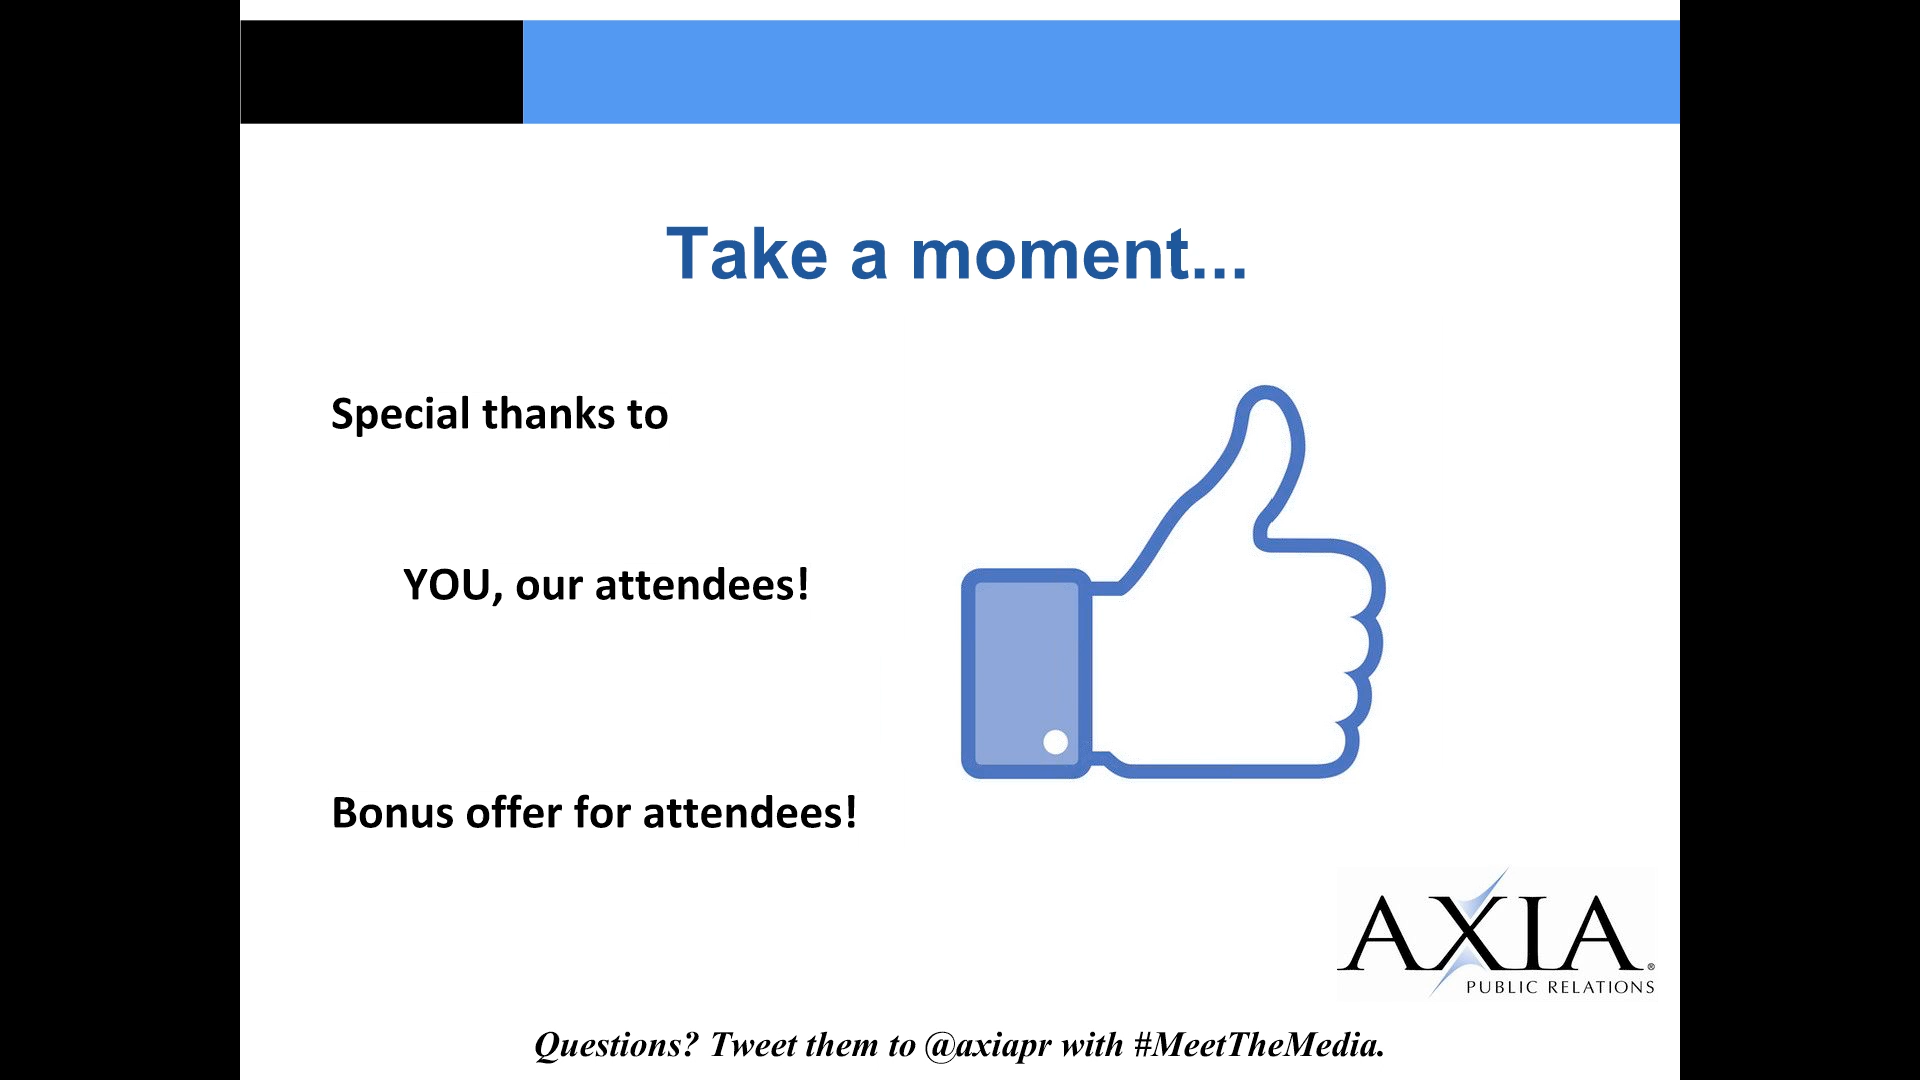 Take a moment...
Special thanks to
YOU, our attendees!
Bonus offer for attendees!
AXIA®
PUBLIC RELATIONS
Questions? Tweet them to @axiapr with #MeetTheMedia.